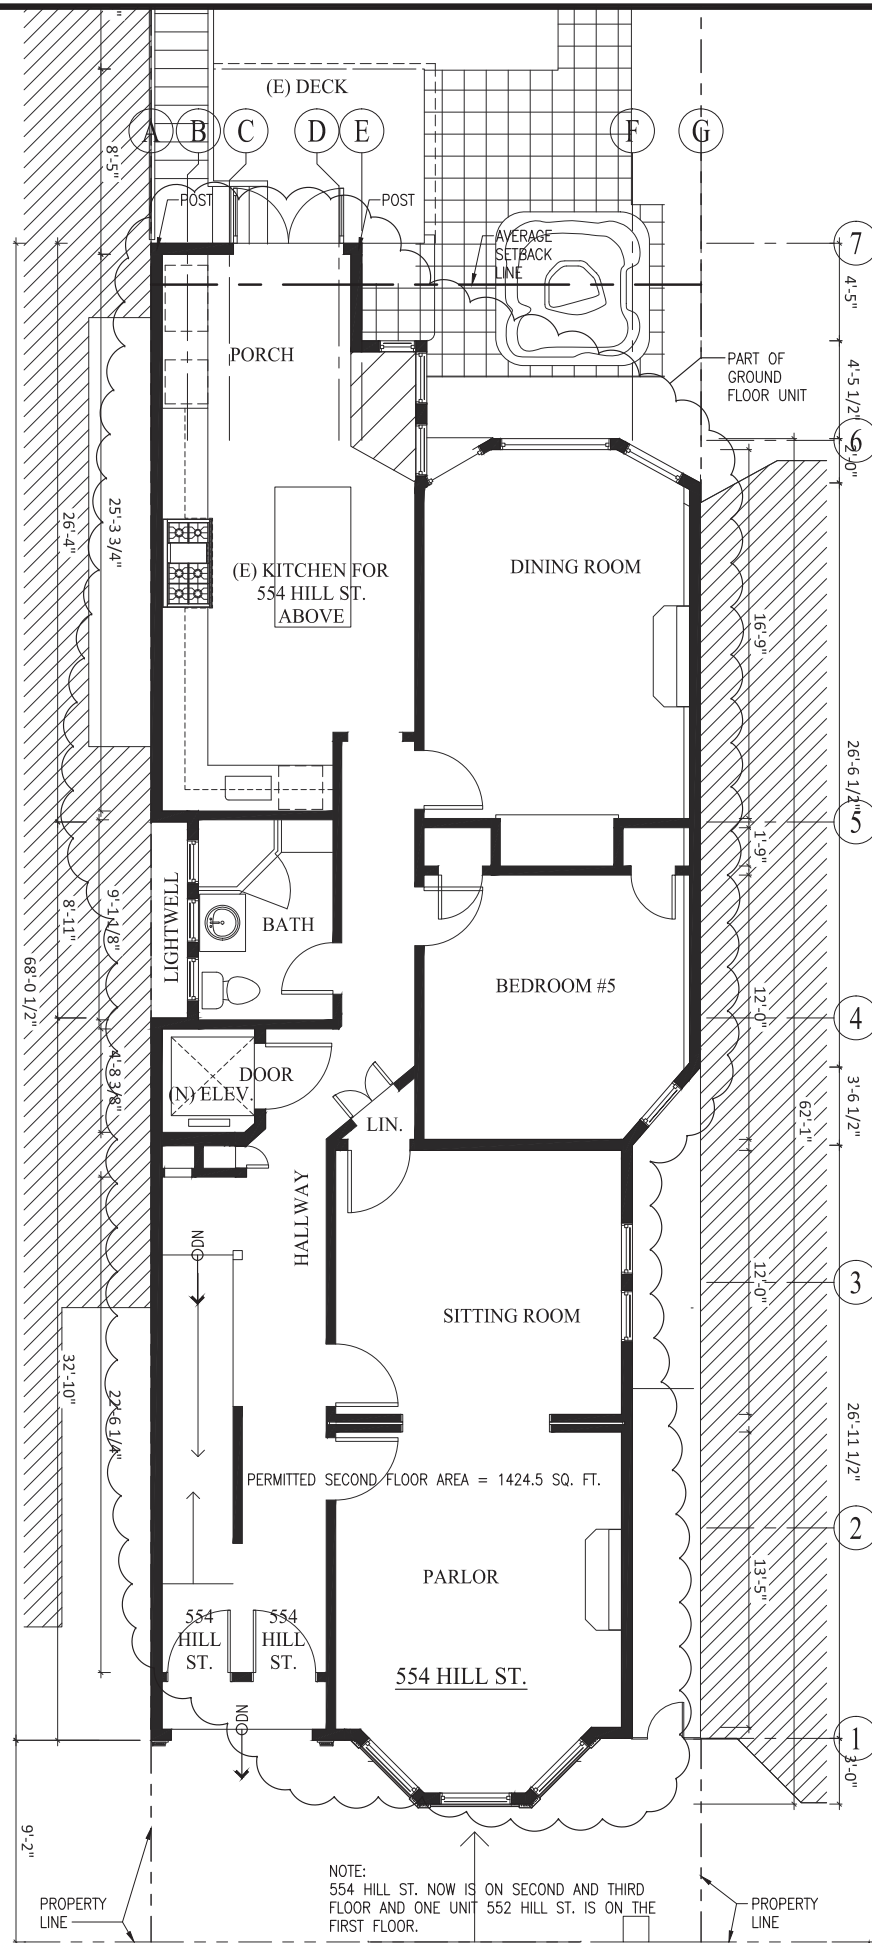 (E) DECK
A
B
C
D
E
F
G
8'-5"
POST
POST
AVERAGE
SETBACK
LINE
7
4'-5"
PORCH
PART OF
GROUND
FLOOR UNIT
4'-5 1/2"
6
2'-0"
26'-4"
25'-3 3/4"
(E) KITCHEN FOR
554 HILL ST.
ABOVE
DINING ROOM
16'-9"
26'-6 1/2"
5
1'-9"
LIGHTWELL
BATH
8'-11"
9'-1 1/8"
68'-0 1/2"
BEDROOM #5
12'-0"
4
DOOR
(N) ELEV.
4'-8 3/8"
LIN.
3'-6 1/2"
62'-1"
HALLWAY
DN
3
12'-0"
SITTING ROOM
32'-10"
22'-6 1/4"
26'-11 1/2"
PERMITTED SECOND FLOOR AREA = 1424.5 SQ. FT.
2
13'-5"
PARLOR
554
HILL
ST.
554
HILL
ST.
554 HILL ST.
DN
1
3'-0"
9'-2"
NOTE:
554 HILL ST. NOW IS ON SECOND AND THIRD
FLOOR AND ONE UNIT 552 HILL ST. IS ON THE
FIRST FLOOR.
PROPERTY
LINE
PROPERTY
LINE